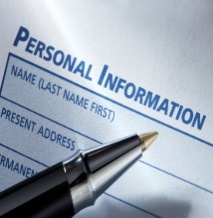 PERSONAL INFORMATION
NAME (LAST NAME FIRST)
PRESENT ADDRESS